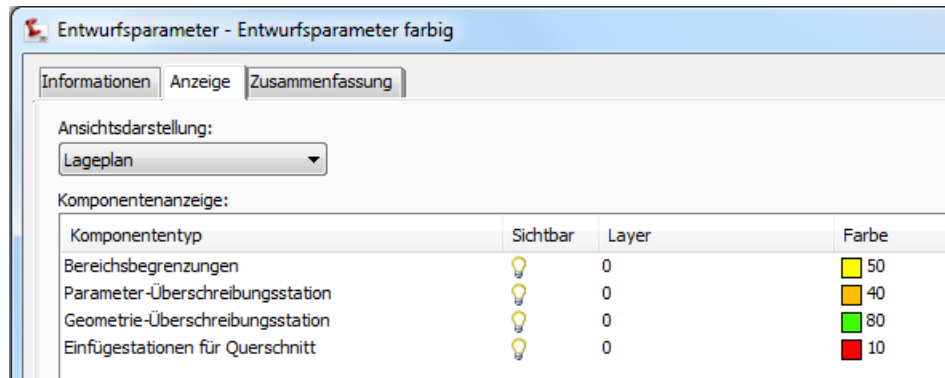 Entwurfsparameter - Entwurfsparameter farbig
Informationen Anzeige Zusammenfassung
Ansichtsdarstellung:
Lageplan
Komponentenanzeige:
Komponententyp Sichtbar Layer Farbe
Bereichsbegrenzungen 0 50
Parameter-Überschreibungsstation 0 40
Geometrie-Überschreibungsstation 0 80
Einfügestationen für Querschnitt 0 10